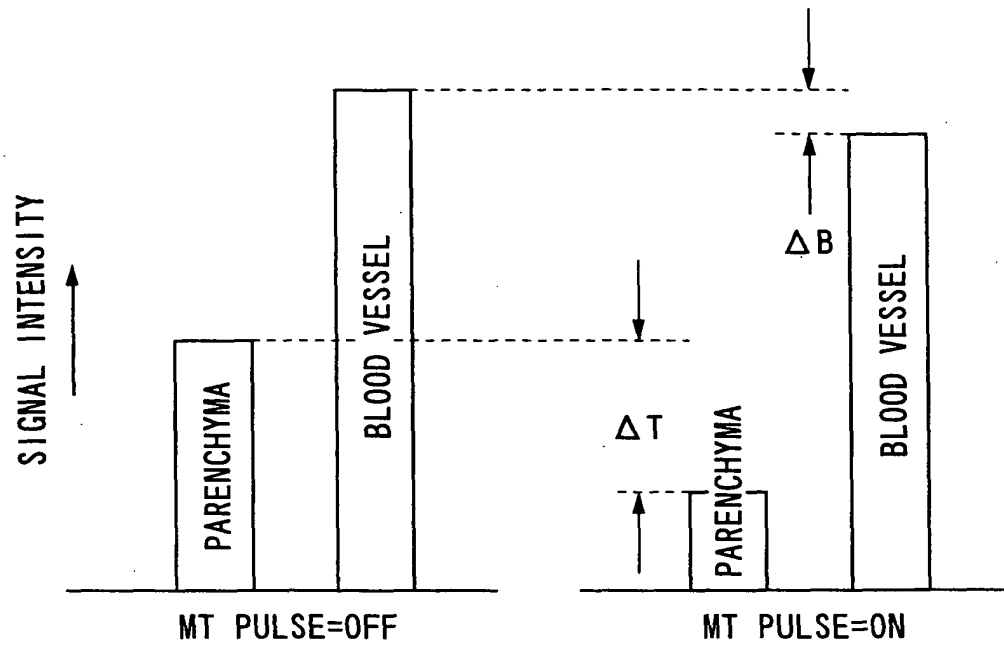 SIGNAL INTENSITY
PARENCHYMA
BLOOD VESSEL
MT PULSE=OFF
ΔT
ΔB
PARENCHYMA
BLOOD VESSEL
MT PULSE=ON